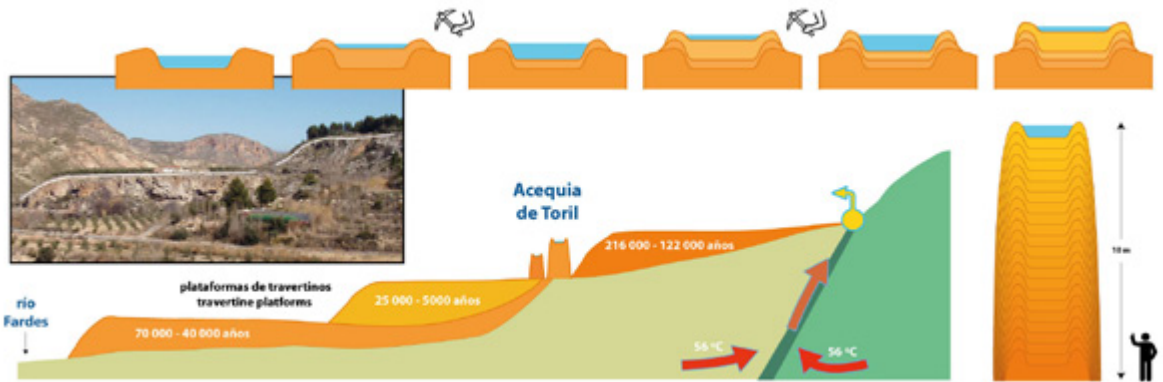 Acequia
de Toril
216 000 - 122 000 años
10 m
plataformas de travertinos
travertine platforms
25 000 - 5000 años
río
Fardes
70 000 - 40 000 años
56 ºC
56 ºC